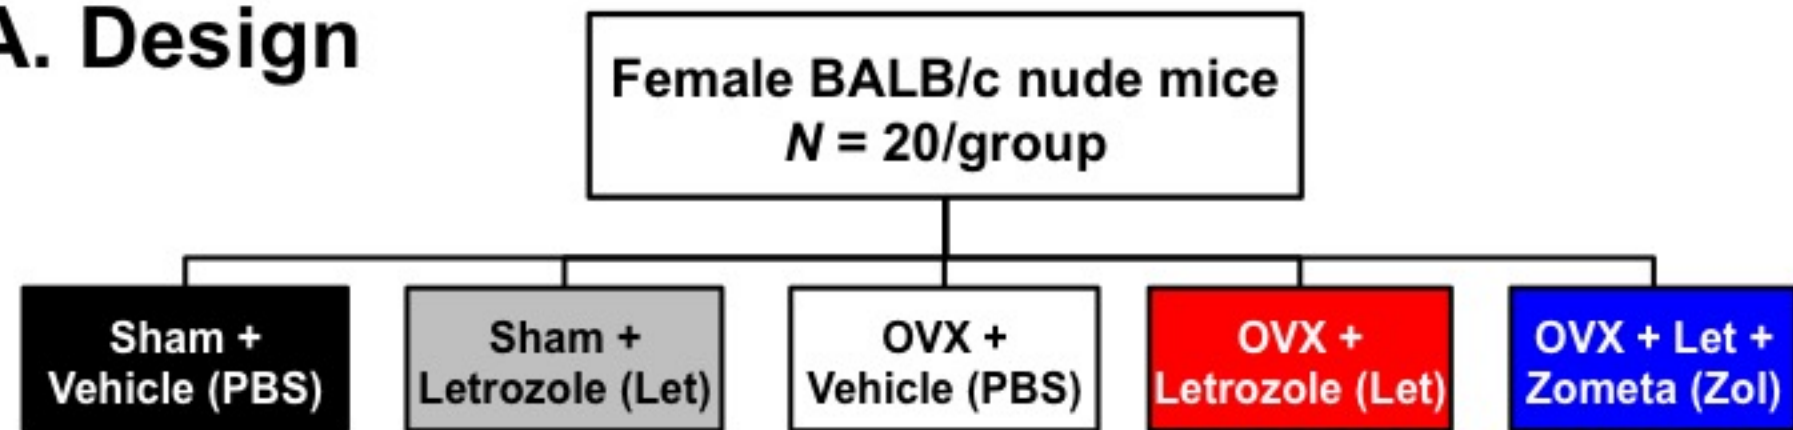 A. Design
Female BALB/c nude mice
N = 20/group
Sham +
Vehicle (PBS)
Sham +
Letrozole (Let)
OVX +
Vehicle (PBS)
OVX +
Letrozole (Let)
OVX + Let +
Zometa (Zol)